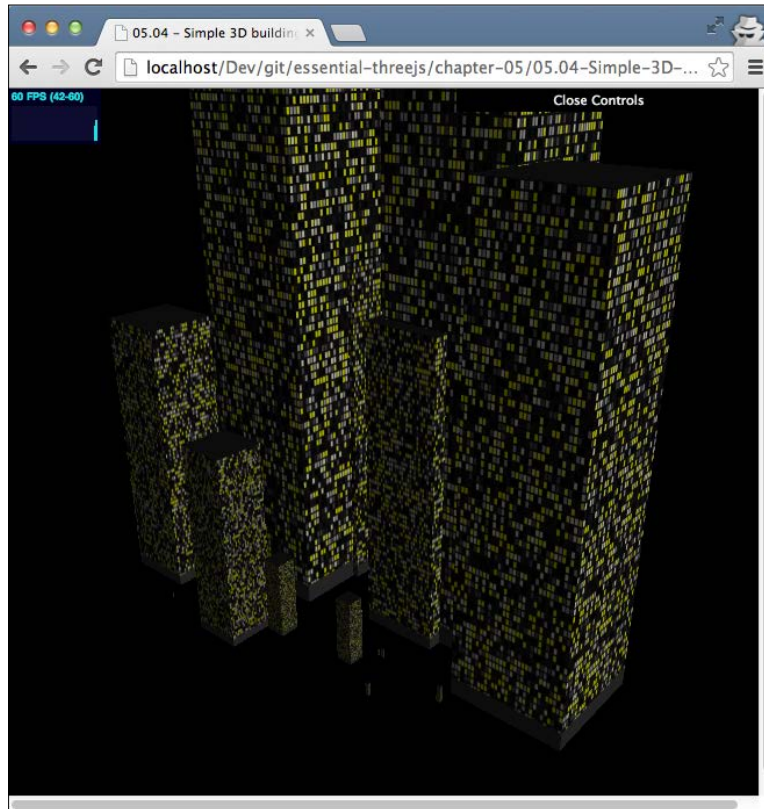 05.04 - Simple 3D building
localhost/Dev/git/essential-threejs/chapter-05/05.04-Simple-3D-...
60 FPS (42-60)
Close Controls